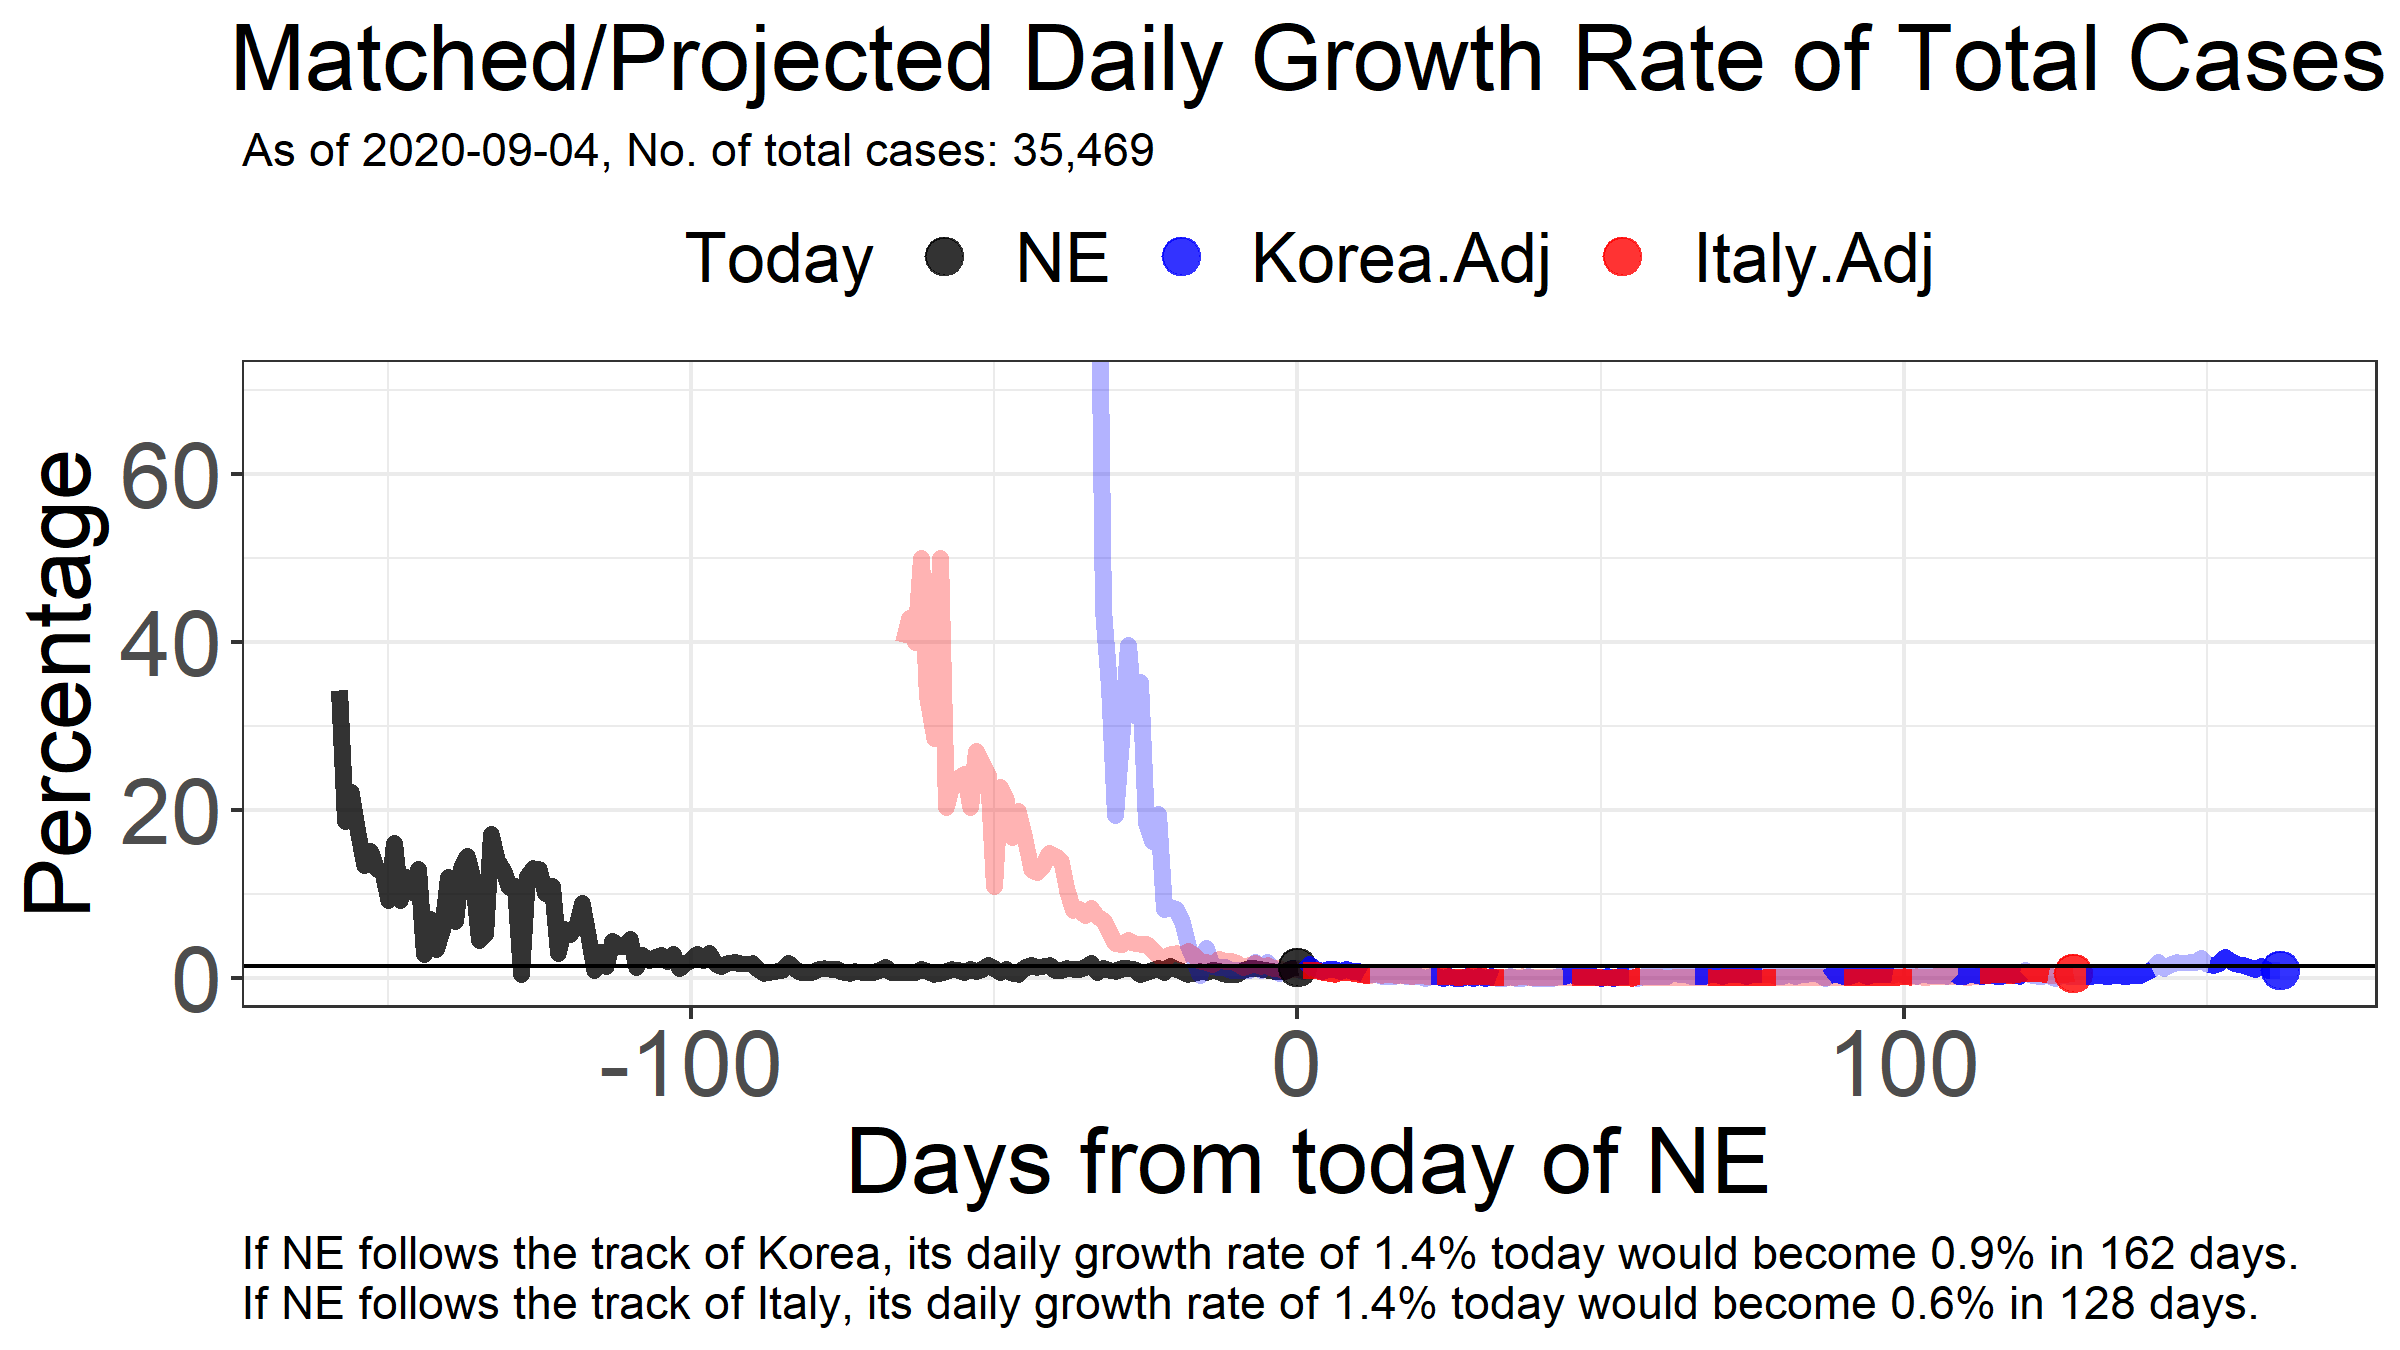 Matched/Projected Daily Growth Rate of Total Cases
As of 2020-09-04, No. of total cases: 35,469
Today NE Korea.Adj Italy.Adj
Percentage
60
40
20
0
-100 0 100
Days from today of NE
If NE follows the track of Korea, its daily growth rate of 1.4% today would become 0.9% in 162 days.
If NE follows the track of Italy, its daily growth rate of 1.4% today would become 0.6% in 128 days.